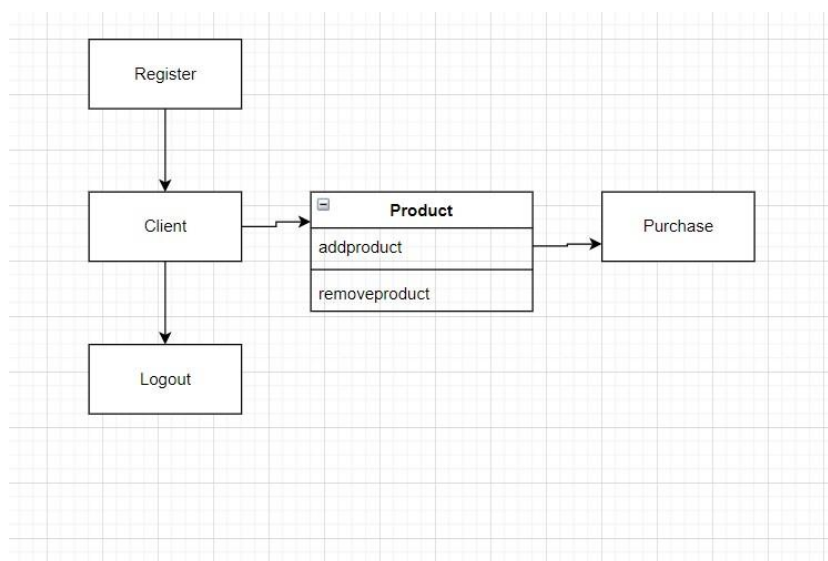 Register
Client
Product
addproduct
removeproduct
Purchase
Logout